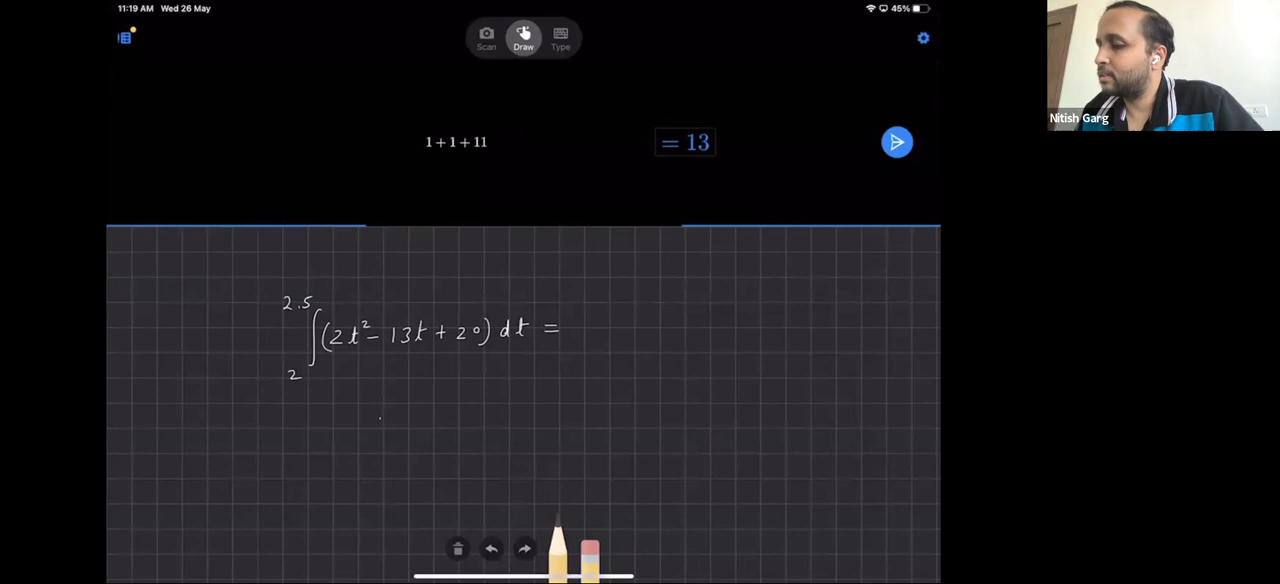 11:19 AM Wed 26 May
45%
Scan
Draw
Type
1 + 1 + 11
= 13
Nitish Garg
2.5
∫(2t² − 13t + 20) dt =
2